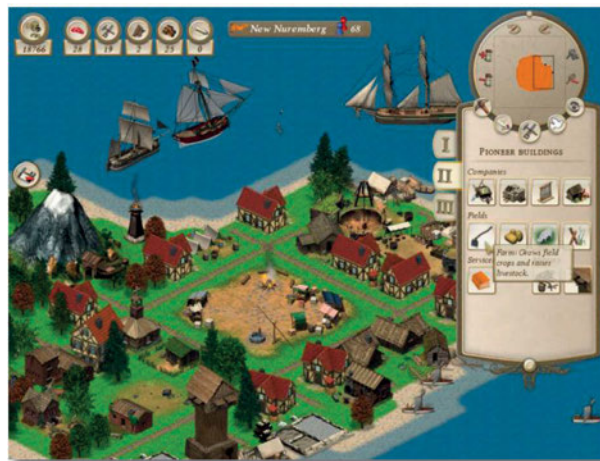 New Nuremberg 68
18766 28 19 2 25 0
I
II
III
PIONEER BUILDINGS
Companies
Fields
Farm: Grows field
crops and raises
livestock.